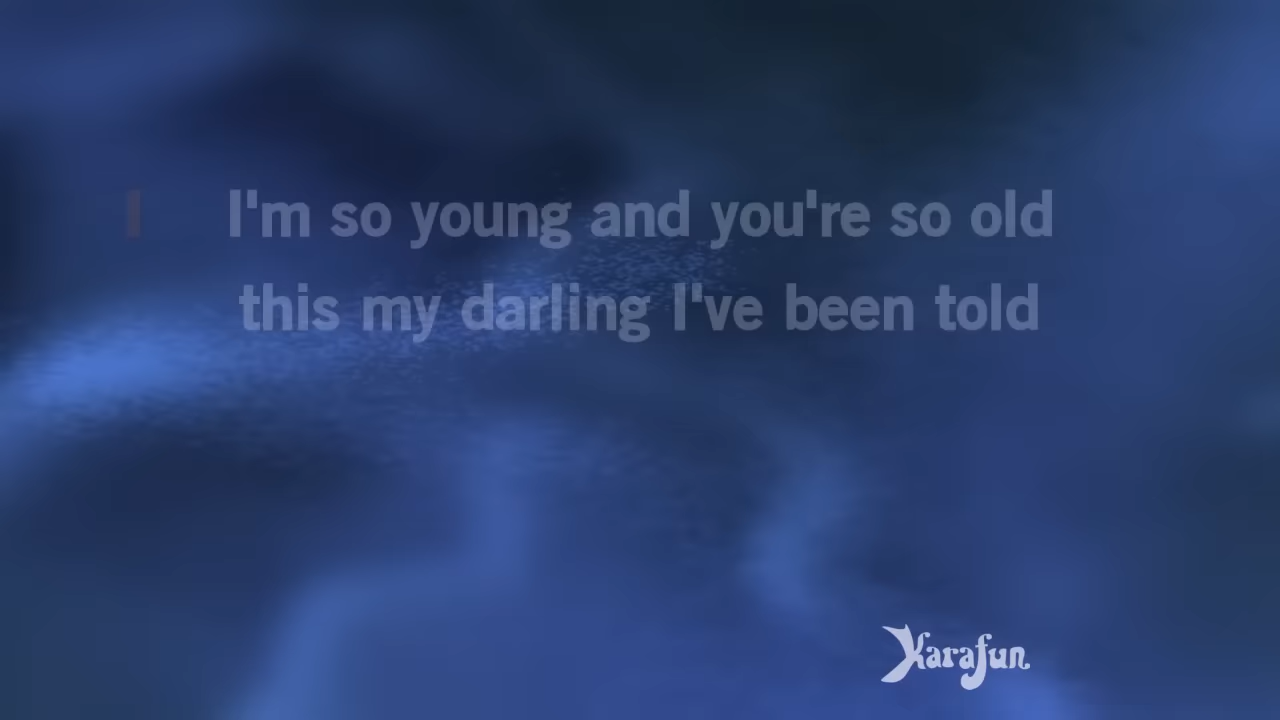 I'm so young and you're so old
this my darling I've been told
Karafun